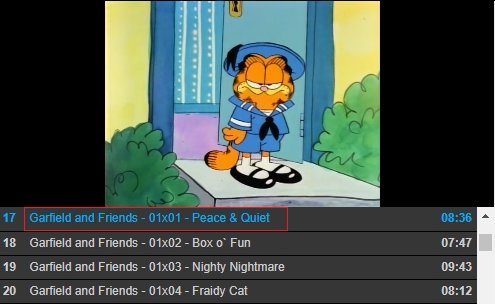 17 Garfield and Friends - 01x01 - Peace & Quiet 08:36
18 Garfield and Friends - 01x02 - Box o` Fun 07:47
19 Garfield and Friends - 01x03 - Nighty Nightmare 09:43
20 Garfield and Friends - 01x04 - Fraidy Cat 08:12